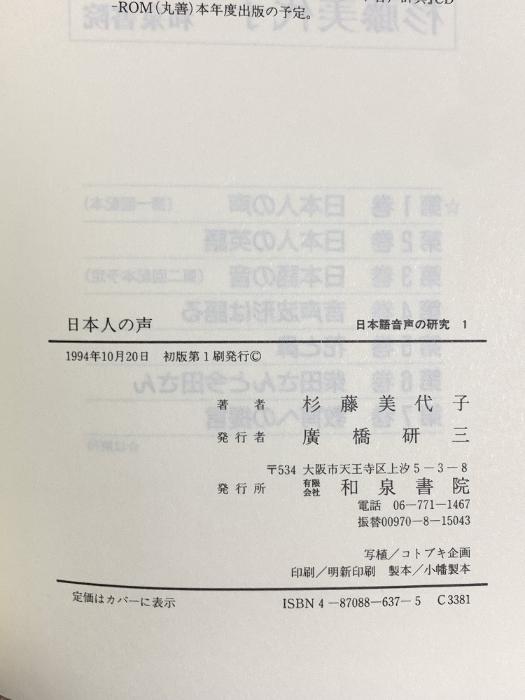 -ROM(丸善)本年度出版の予定。
日本人の声 日本語音声の研究 1
1994年10月20日 初版第1刷発行©
著者 杉藤美代子
発行者 廣橋研三
〒534 大阪市天王寺区上汐5-3-8
発行所 有限会社 和泉書院
電話 06-771-1467
振替00970-8-15043
写植/コトブキ企画
印刷/明新印刷 製本/小幡製本
定価はカバーに表示 ISBN4-87088-637-5 C3381